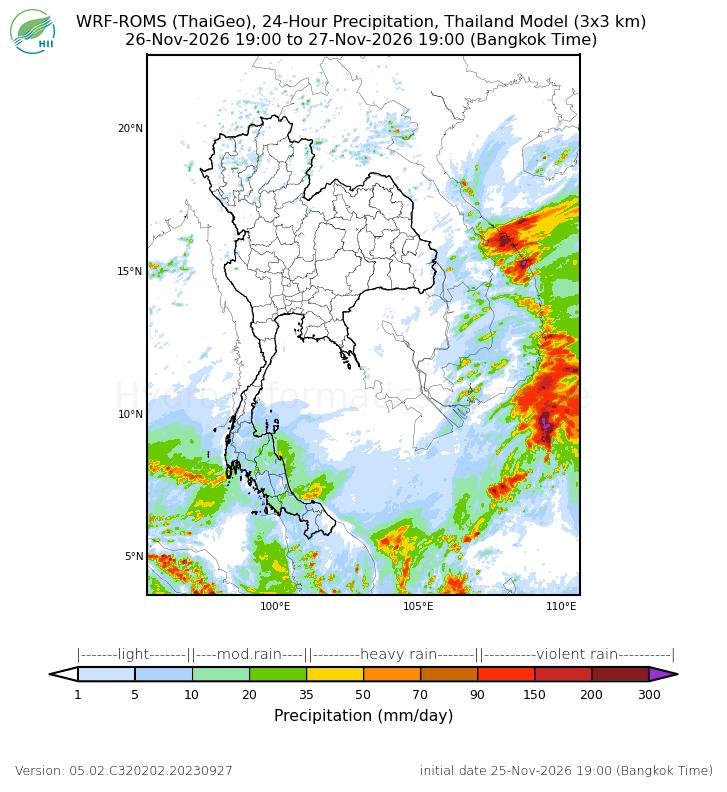 WRF-ROMS (ThaiGeo), 24-Hour Precipitation, Thailand Model (3x3 km)
26-Nov-2026 19:00 to 27-Nov-2026 19:00 (Bangkok Time)
HII
20°N
15°N
10°N
5°N
100°E 105°E 110°E
|-------light-------||----mod.rain----||---------heavy rain---------||----------violent rain----------|
1 5 10 20 35 50 70 90 150 200 300
Precipitation (mm/day)
Version: 05.02.C320202.20230927
initial date 25-Nov-2026 19:00 (Bangkok Time)